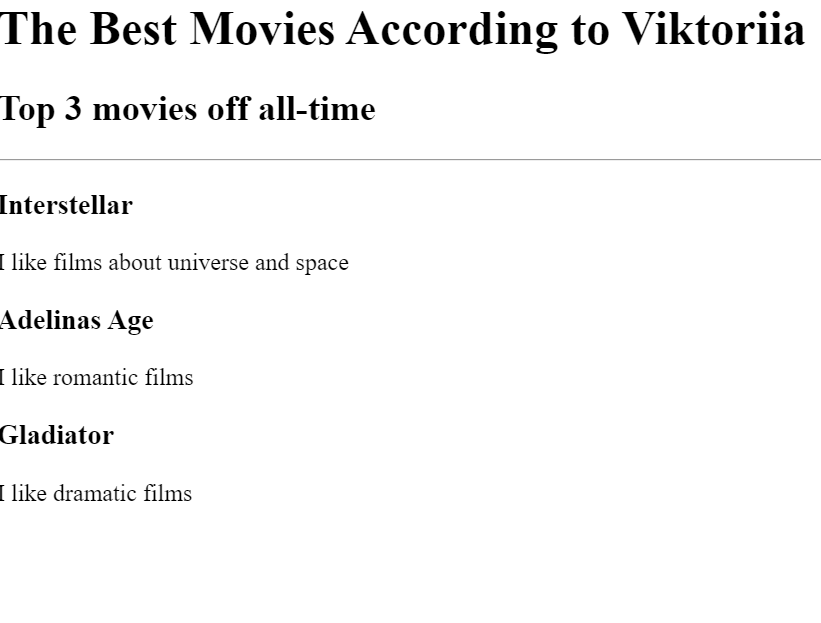 The Best Movies According to Viktoriia
Top 3 movies off all-time
Interstellar
I like films about universe and space
Adelinas Age
I like romantic films
Gladiator
I like dramatic films